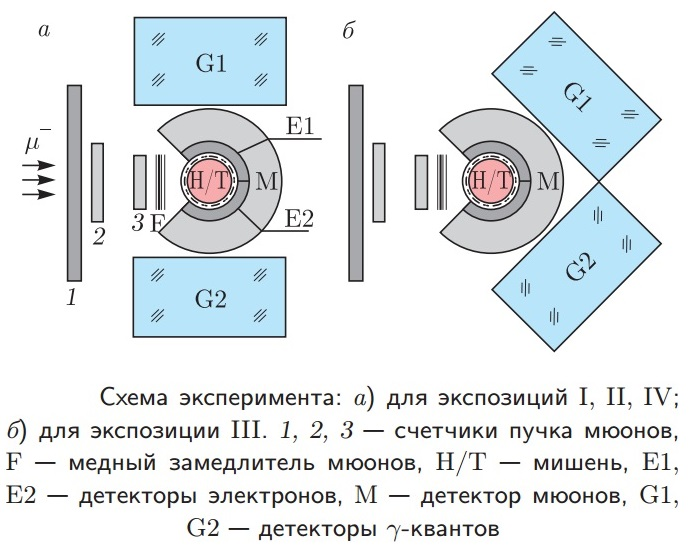 а
б
G1
G1
E1
μ⁻
H/T
M
H/T
M
2
3
F
E2
1
G2
G2
Схема эксперимента: а) для экспозиций I, II, IV;
б) для экспозиции III. 1, 2, 3 — счетчики пучка мюонов,
F — медный замедлитель мюонов, H/T — мишень, E1,
E2 — детекторы электронов, M — детектор мюонов, G1,
G2 — детекторы γ-квантов